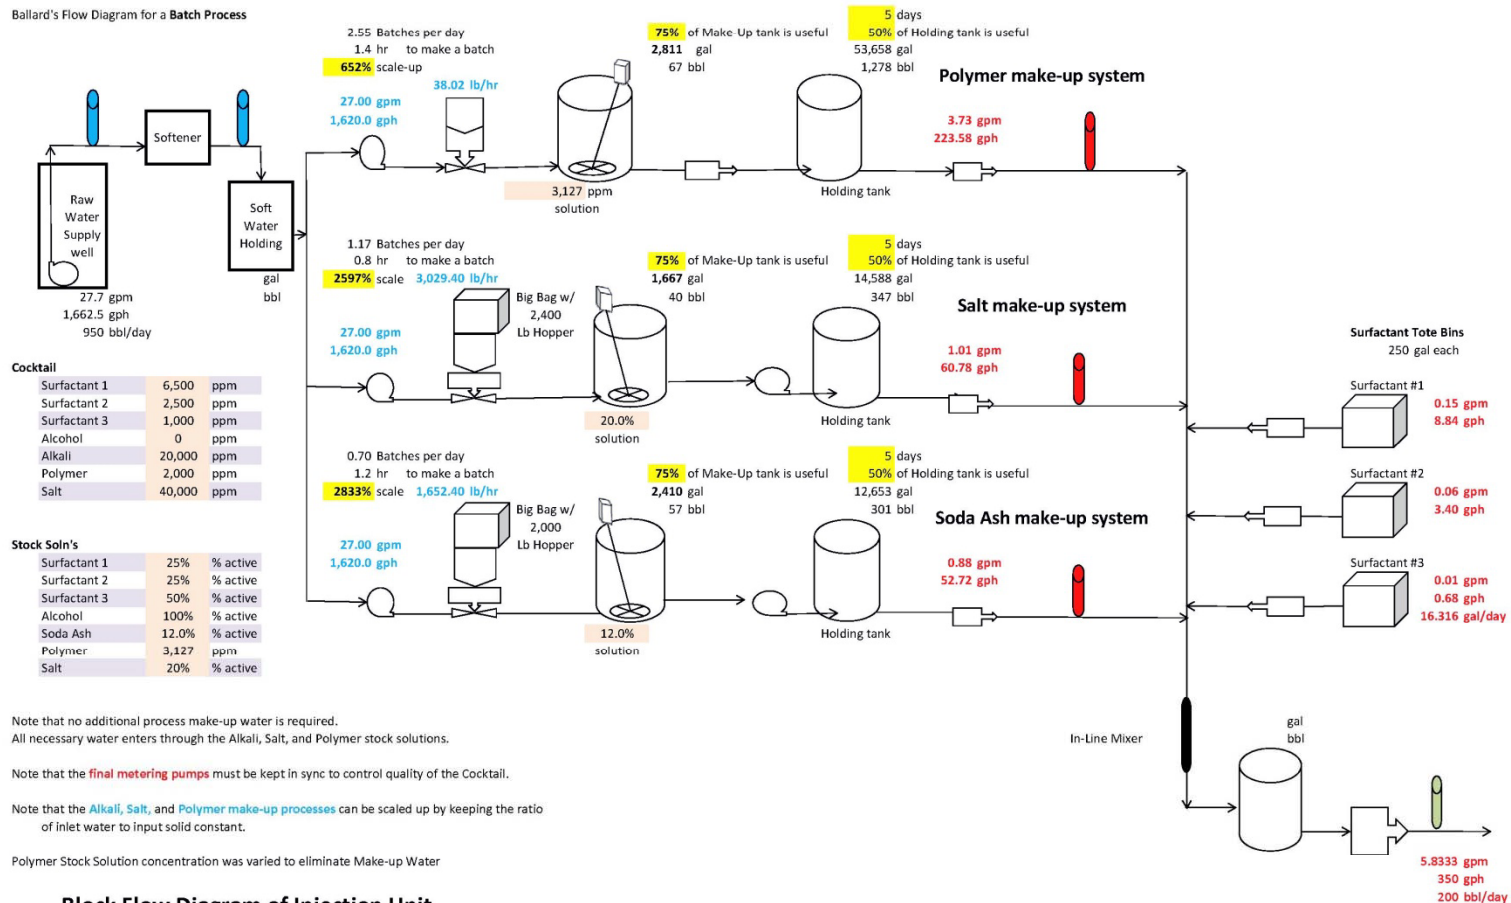 Ballard's Flow Diagram for a Batch Process
2.55 Batches per day
1.4 hr to make a batch
652% scale-up
38.02 lb/hr
27.00 gpm
1,620.0 gph
75% of Make-Up tank is useful
2,811 gal
67 bbl
5 days
50% of Holding tank is useful
53,658 gal
1,278 bbl
Polymer make-up system
3.73 gpm
223.58 gph
Softener
Raw
Water
Supply
well
Soft
Water
Holding
gal
bbl
27.7 gpm
1,662.5 gph
950 bbl/day
3,127 ppm
solution
Holding tank
1.17 Batches per day
0.8 hr to make a batch
2597% scale 3,029.40 lb/hr
Big Bag w/
2,400
Lb Hopper
27.00 gpm
1,620.0 gph
75% of Make-Up tank is useful
1,667 gal
40 bbl
5 days
50% of Holding tank is useful
14,588 gal
347 bbl
Salt make-up system
1.01 gpm
60.78 gph
20.0%
solution
Holding tank
Surfactant Tote Bins
250 gal each
Surfactant #1
0.15 gpm
8.84 gph
Surfactant #2
0.06 gpm
3.40 gph
Surfactant #3
0.01 gpm
0.68 gph
16.316 gal/day
Cocktail
Surfactant 1 6,500 ppm
Surfactant 2 2,500 ppm
Surfactant 3 1,000 ppm
Alcohol 0 ppm
Alkali 20,000 ppm
Polymer 2,000 ppm
Salt 40,000 ppm
0.70 Batches per day
1.2 hr to make a batch
2833% scale 1,652.40 lb/hr
Big Bag w/
2,000
Lb Hopper
27.00 gpm
1,620.0 gph
75% of Make-Up tank is useful
2,410 gal
57 bbl
5 days
50% of Holding tank is useful
12,653 gal
301 bbl
Soda Ash make-up system
0.88 gpm
52.72 gph
12.0%
solution
Holding tank
Stock Soln's
Surfactant 1 25% % active
Surfactant 2 25% % active
Surfactant 3 50% % active
Alcohol 100% % active
Soda Ash 12.0% % active
Polymer 3,127 ppm
Salt 20% % active
Note that no additional process make-up water is required.
All necessary water enters through the Alkali, Salt, and Polymer stock solutions.
Note that the final metering pumps must be kept in sync to control quality of the Cocktail.
Note that the Alkali, Salt, and Polymer make-up processes can be scaled up by keeping the ratio
of inlet water to input solid constant.
Polymer Stock Solution concentration was varied to eliminate Make-up Water
In-Line Mixer
gal
bbl
5.8333 gpm
350 gph
200 bbl/day
Block Flow Diagram of Injection Unit